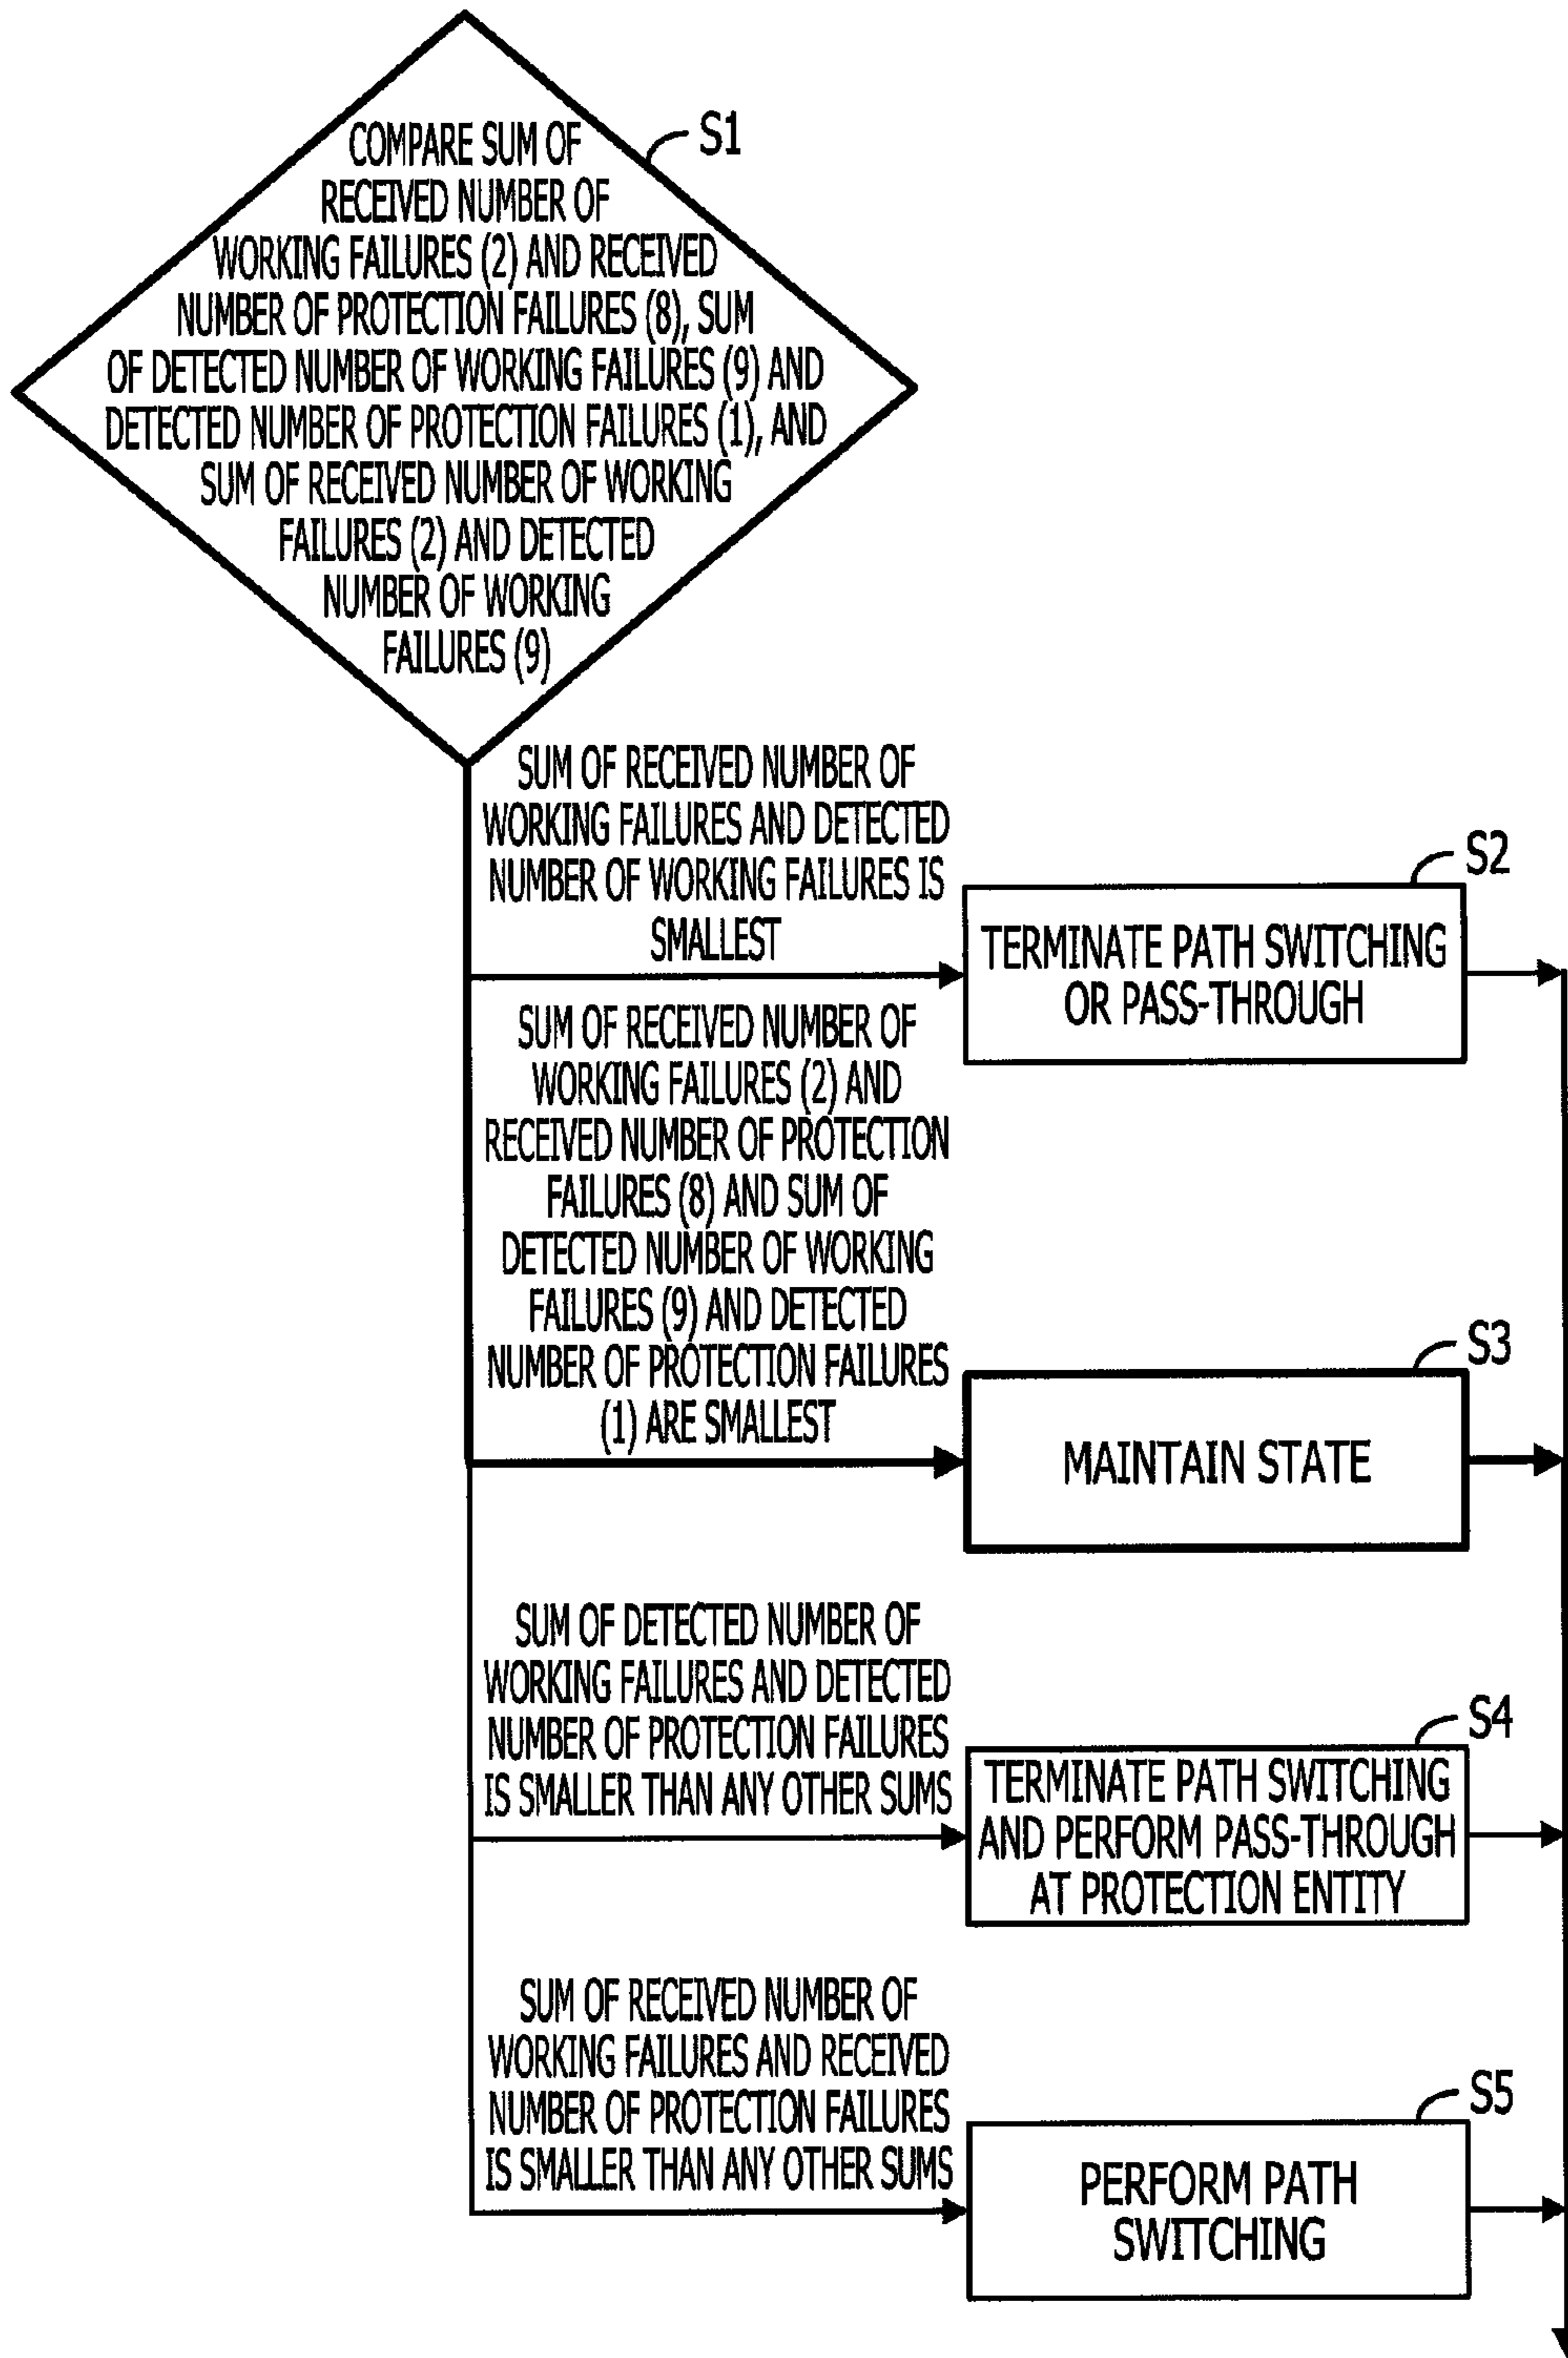 COMPARE SUM OF
RECEIVED NUMBER OF
WORKING FAILURES (2) AND RECEIVED
NUMBER OF PROTECTION FAILURES (8), SUM
OF DETECTED NUMBER OF WORKING FAILURES (9) AND
DETECTED NUMBER OF PROTECTION FAILURES (1), AND
SUM OF RECEIVED NUMBER OF WORKING
FAILURES (2) AND DETECTED
NUMBER OF WORKING
FAILURES (9)
S1
SUM OF RECEIVED NUMBER OF
WORKING FAILURES AND DETECTED
NUMBER OF WORKING FAILURES IS
SMALLEST
S2
TERMINATE PATH SWITCHING
OR PASS-THROUGH
SUM OF RECEIVED NUMBER OF
WORKING FAILURES (2) AND
RECEIVED NUMBER OF PROTECTION
FAILURES (8) AND SUM OF
DETECTED NUMBER OF WORKING
FAILURES (9) AND DETECTED
NUMBER OF PROTECTION FAILURES
(1) ARE SMALLEST
S3
MAINTAIN STATE
SUM OF DETECTED NUMBER OF
WORKING FAILURES AND DETECTED
NUMBER OF PROTECTION FAILURES
IS SMALLER THAN ANY OTHER SUMS
S4
TERMINATE PATH SWITCHING
AND PERFORM PASS-THROUGH
AT PROTECTION ENTITY
SUM OF RECEIVED NUMBER OF
WORKING FAILURES AND RECEIVED
NUMBER OF PROTECTION FAILURES
IS SMALLER THAN ANY OTHER SUMS
S5
PERFORM PATH
SWITCHING